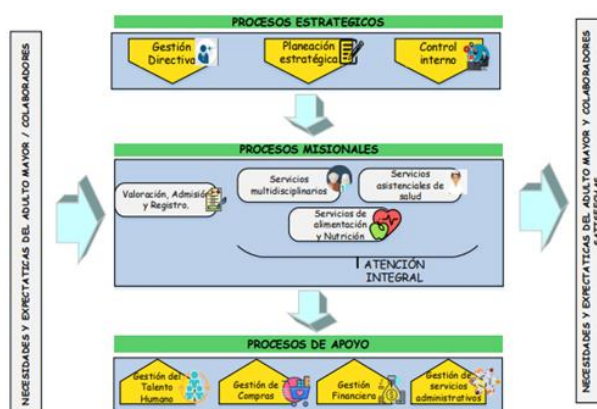 NECESIDADES Y EXPECTATICAS DEL ADULTO MAYOR / COLABORADORES
PROCESOS ESTRATEGICOS
Gestión
Directiva
Planeación
estratégica
Control
interno
PROCESOS MISIONALES
Valoración, Admisión
y Registro.
Servicios
multidisciplinarios
Servicios
asistenciales de
salud
Servicios de
alimentación
y Nutrición
ATENCIÓN
INTEGRAL
PROCESOS DE APOYO
Gestión del
Talento
Humano
Gestión de
Compras
Gestión
Financiera
Gestión de
servicios
administrativos
NECESIDADES Y EXPECTATICAS DEL ADULTO MAYOR Y COLABORADORES